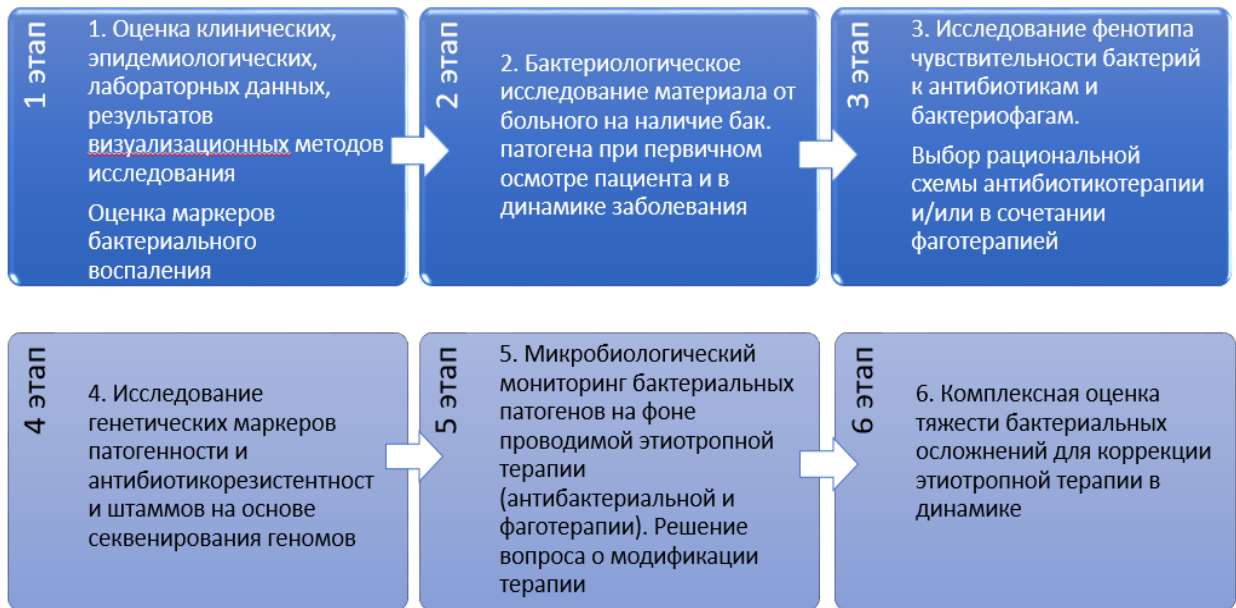 1 этап
1. Оценка клинических,
эпидемиологических,
лабораторных данных,
результатов
визуализационных методов
исследования
Оценка маркеров
бактериального
воспаления
2 этап
2. Бактериологическое
исследование материала от
больного на наличие бак.
патогена при первичном
осмотре пациента и в
динамике заболевания
3 этап
3. Исследование фенотипа
чувствительности бактерий
к антибиотикам и
бактериофагам.
Выбор рациональной
схемы антибиотикотерапии
и/или в сочетании
фаготерапией
4 этап
4. Исследование
генетических маркеров
патогенности и
антибиотикорезистентност
и штаммов на основе
секвенирования геномов
5 этап
5. Микробиологический
мониторинг бактериальных
патогенов на фоне
проводимой этиотропной
терапии
(антибактериальной и
фаготерапии). Решение
вопроса о модификации
терапии
6 этап
6. Комплексная оценка
тяжести бактериальных
осложнений для коррекции
этиотропной терапии в
динамике